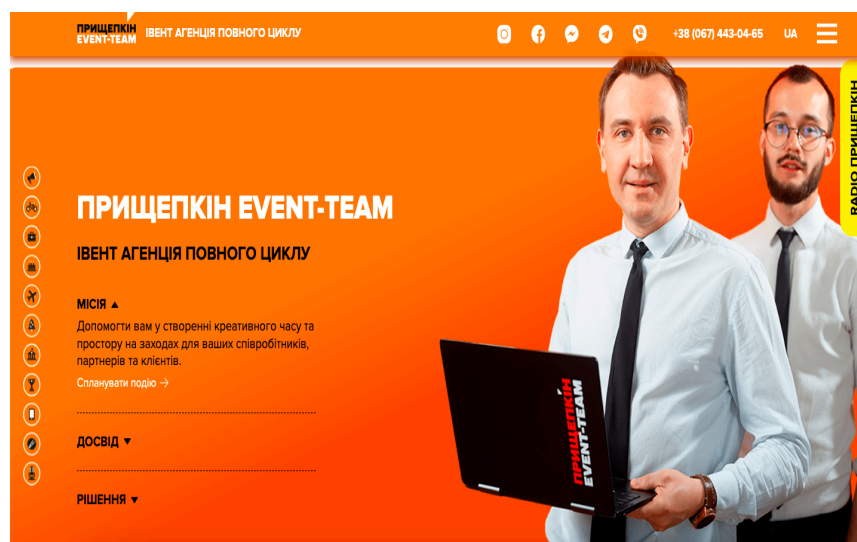 ПРИЩЕПКІН
EVENT-TEAM
ІВЕНТ АГЕНЦІЯ ПОВНОГО ЦИКЛУ
+38 (067) 443-04-65
UA
RADIO ПРИЩЕПКІН
ПРИЩЕПКІН EVENT-TEAM
ІВЕНТ АГЕНЦІЯ ПОВНОГО ЦИКЛУ
МІСІЯ
Допомогти вам у створенні креативного часу та
простору на заходах для ваших співробітників,
партнерів та клієнтів.
Спланувати подію →
ДОСВІД
РІШЕННЯ
ПРИЩЕПКІН
EVENT-TEAM